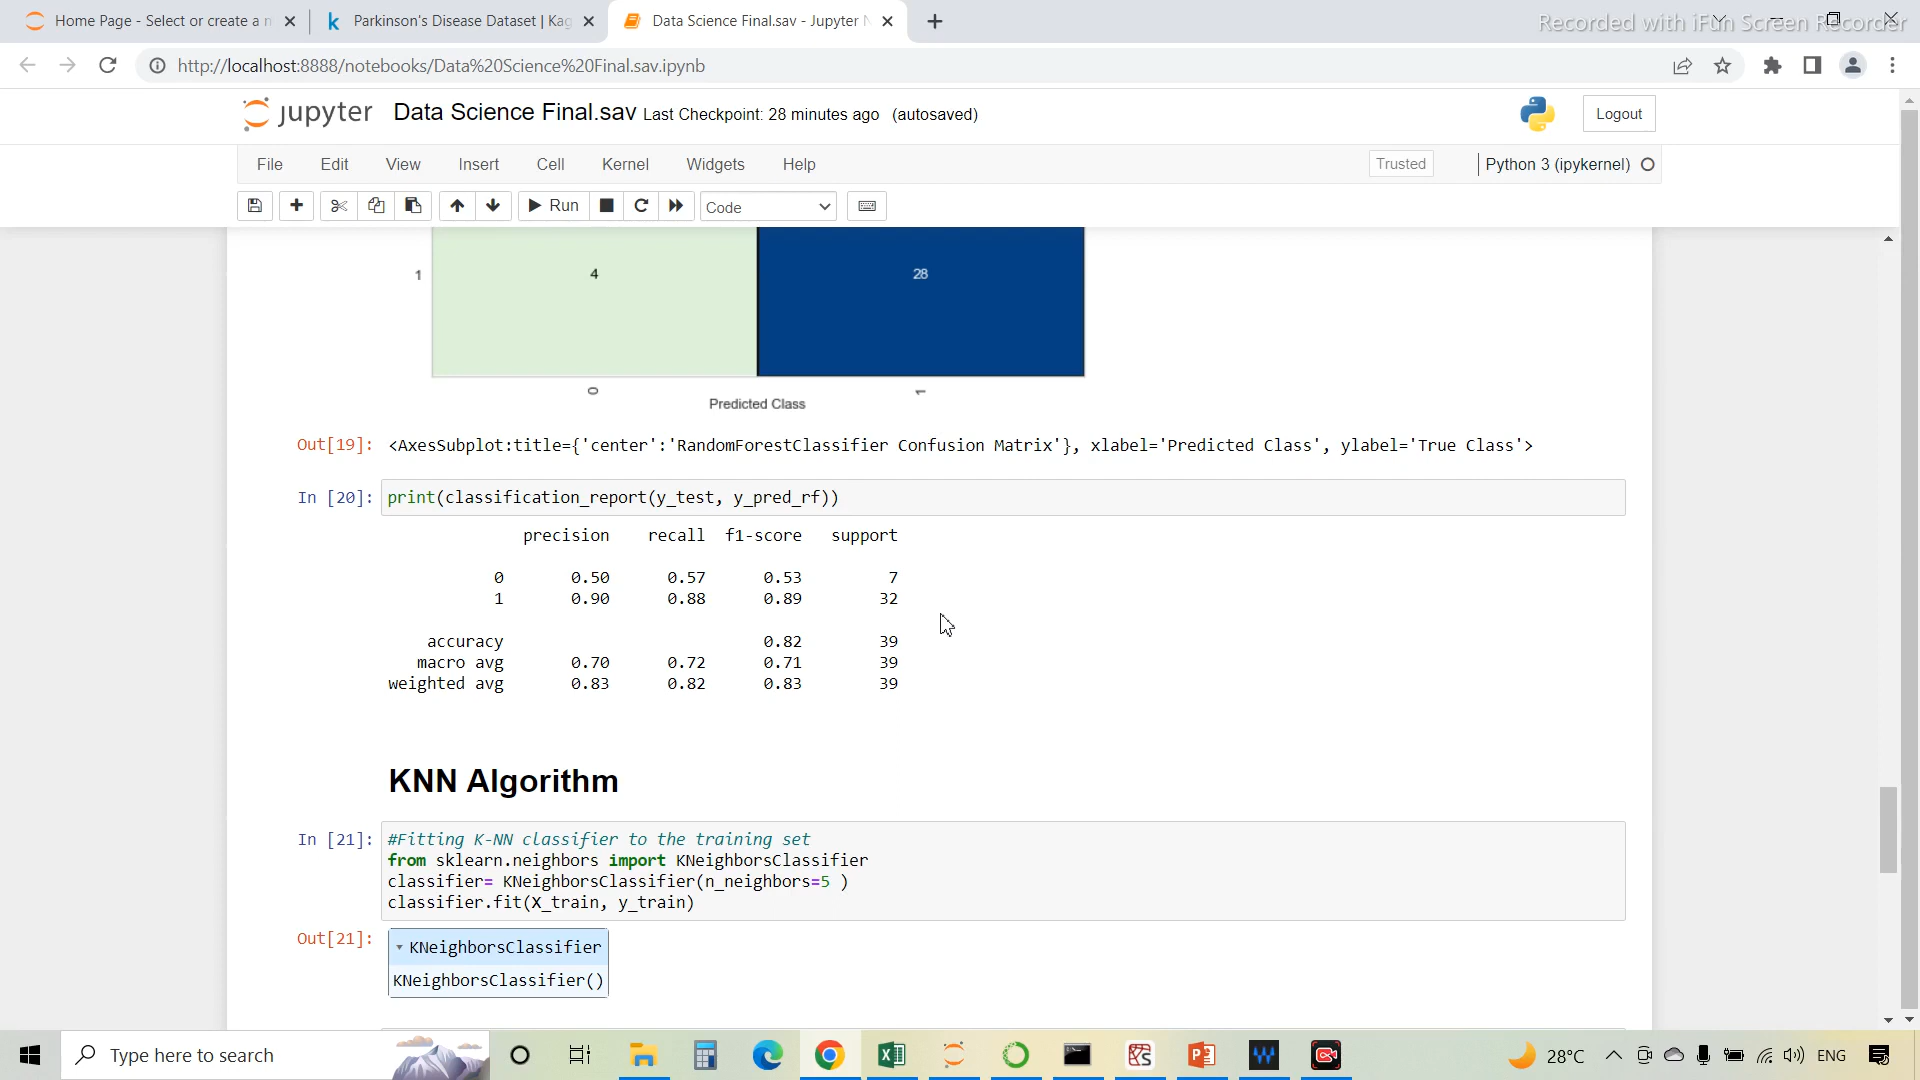 Home Page - Select or create a n
Parkinson's Disease Dataset | Kag
Data Science Final.sav - Jupyter N
Recorded with iFun Screen Recorder
http://localhost:8888/notebooks/Data%20Science%20Final.sav.ipynb
jupyter Data Science Final.sav Last Checkpoint: 28 minutes ago (autosaved)
Logout
File Edit View Insert Cell Kernel Widgets Help
Trusted Python 3 (ipykernel)
Run Code
1 4 28
0 1
Predicted Class
Out[19]: <AxesSubplot:title={'center':'RandomForestClassifier Confusion Matrix'}, xlabel='Predicted Class', ylabel='True Class'>
In [20]: print(classification_report(y_test, y_pred_rf))
precision recall f1-score support
0 0.50 0.57 0.53 7
1 0.90 0.88 0.89 32
accuracy 0.82 39
macro avg 0.70 0.72 0.71 39
weighted avg 0.83 0.82 0.83 39
KNN Algorithm
In [21]: #Fitting K-NN classifier to the training set
from sklearn.neighbors import KNeighborsClassifier
classifier= KNeighborsClassifier(n_neighbors=5 )
classifier.fit(X_train, y_train)
Out[21]: KNeighborsClassifier
KNeighborsClassifier()
Type here to search
28°C ENG